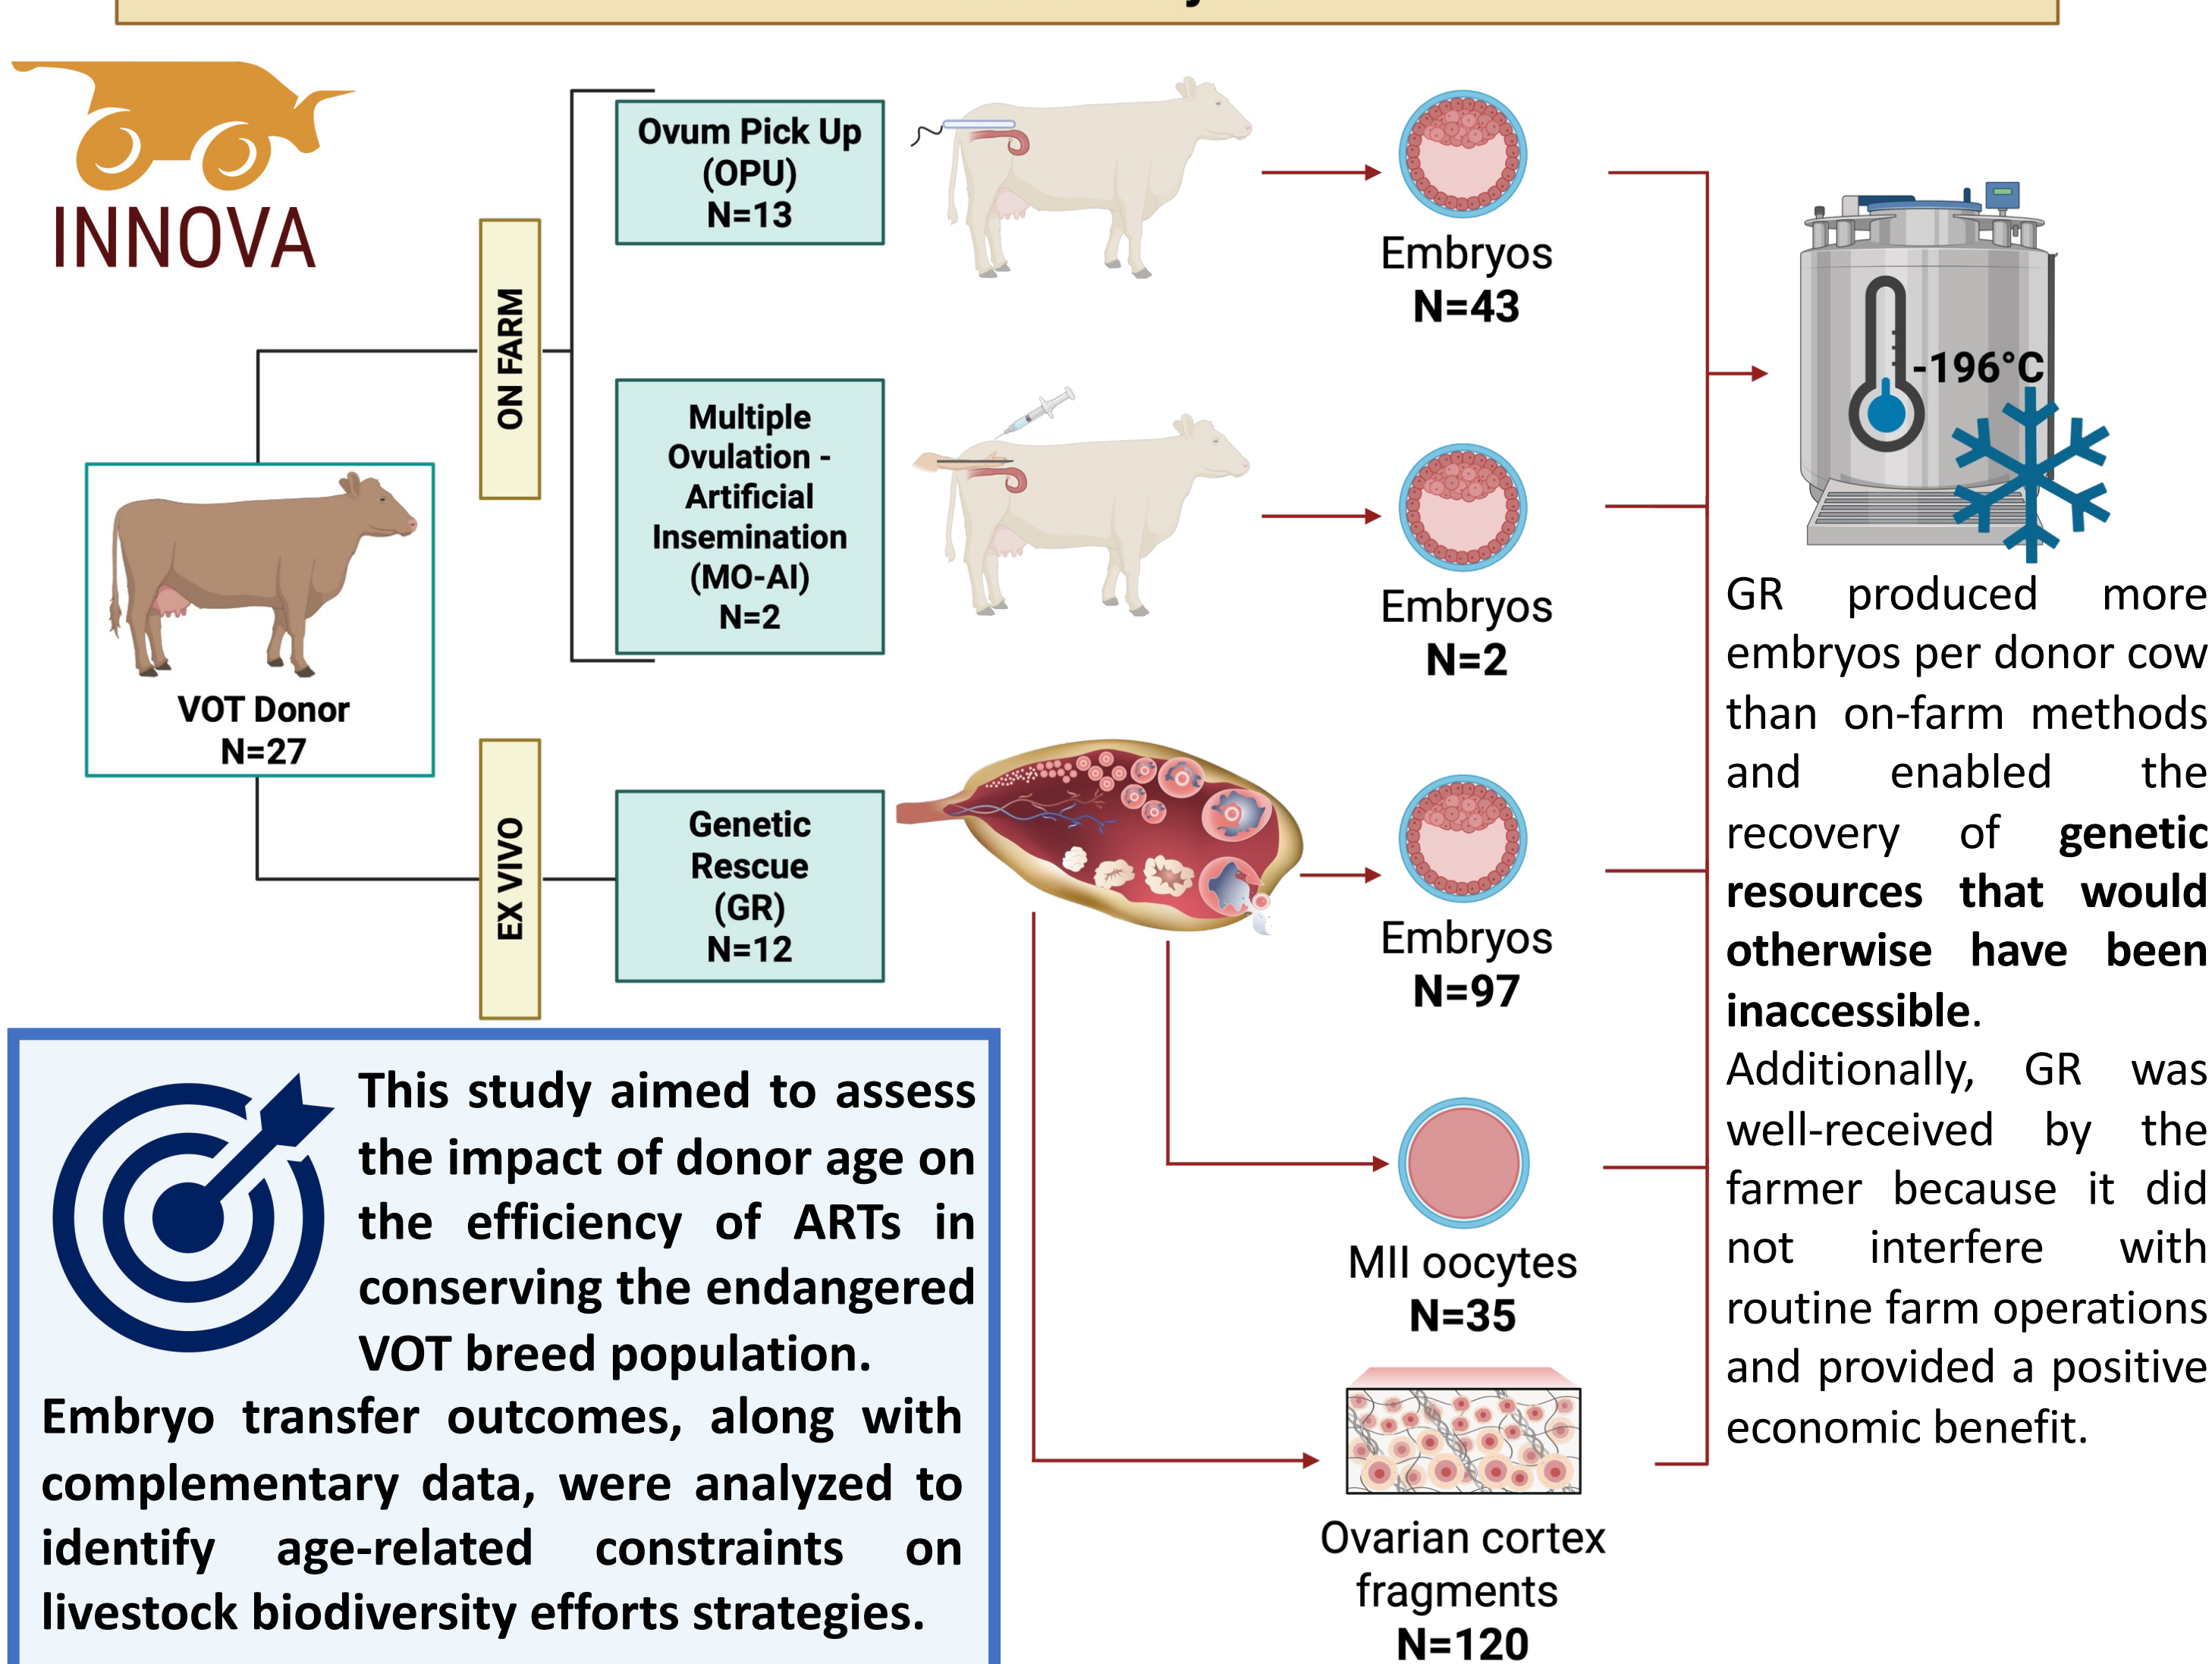 INNOVA
ON FARM
Ovum Pick Up
(OPU)
N=13
Embryos
N=43
Multiple
Ovulation -
Artificial
Insemination
(MO-AI)
N=2
Embryos
N=2
-196°C
VOT Donor
N=27
EX VIVO
Genetic
Rescue
(GR)
N=12
Embryos
N=97
MII oocytes
N=35
Ovarian cortex
fragments
N=120
GR produced more
embryos per donor cow
than on-farm methods
and enabled the
recovery of genetic
resources that would
otherwise have been
inaccessible.
Additionally, GR was
well-received by the
farmer because it did
not interfere with
routine farm operations
and provided a positive
economic benefit.
This study aimed to assess
the impact of donor age on
the efficiency of ARTs in
conserving the endangered
VOT breed population.
Embryo transfer outcomes, along with
complementary data, were analyzed to
identify age-related constraints on
livestock biodiversity efforts strategies.